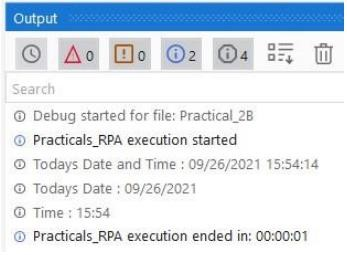 Output
0 0 2 4
Search
Debug started for file: Practical_2B
Practicals_RPA execution started
Todays Date and Time : 09/26/2021 15:54:14
Todays Date : 09/26/2021
Time : 15:54
Practicals_RPA execution ended in: 00:00:01